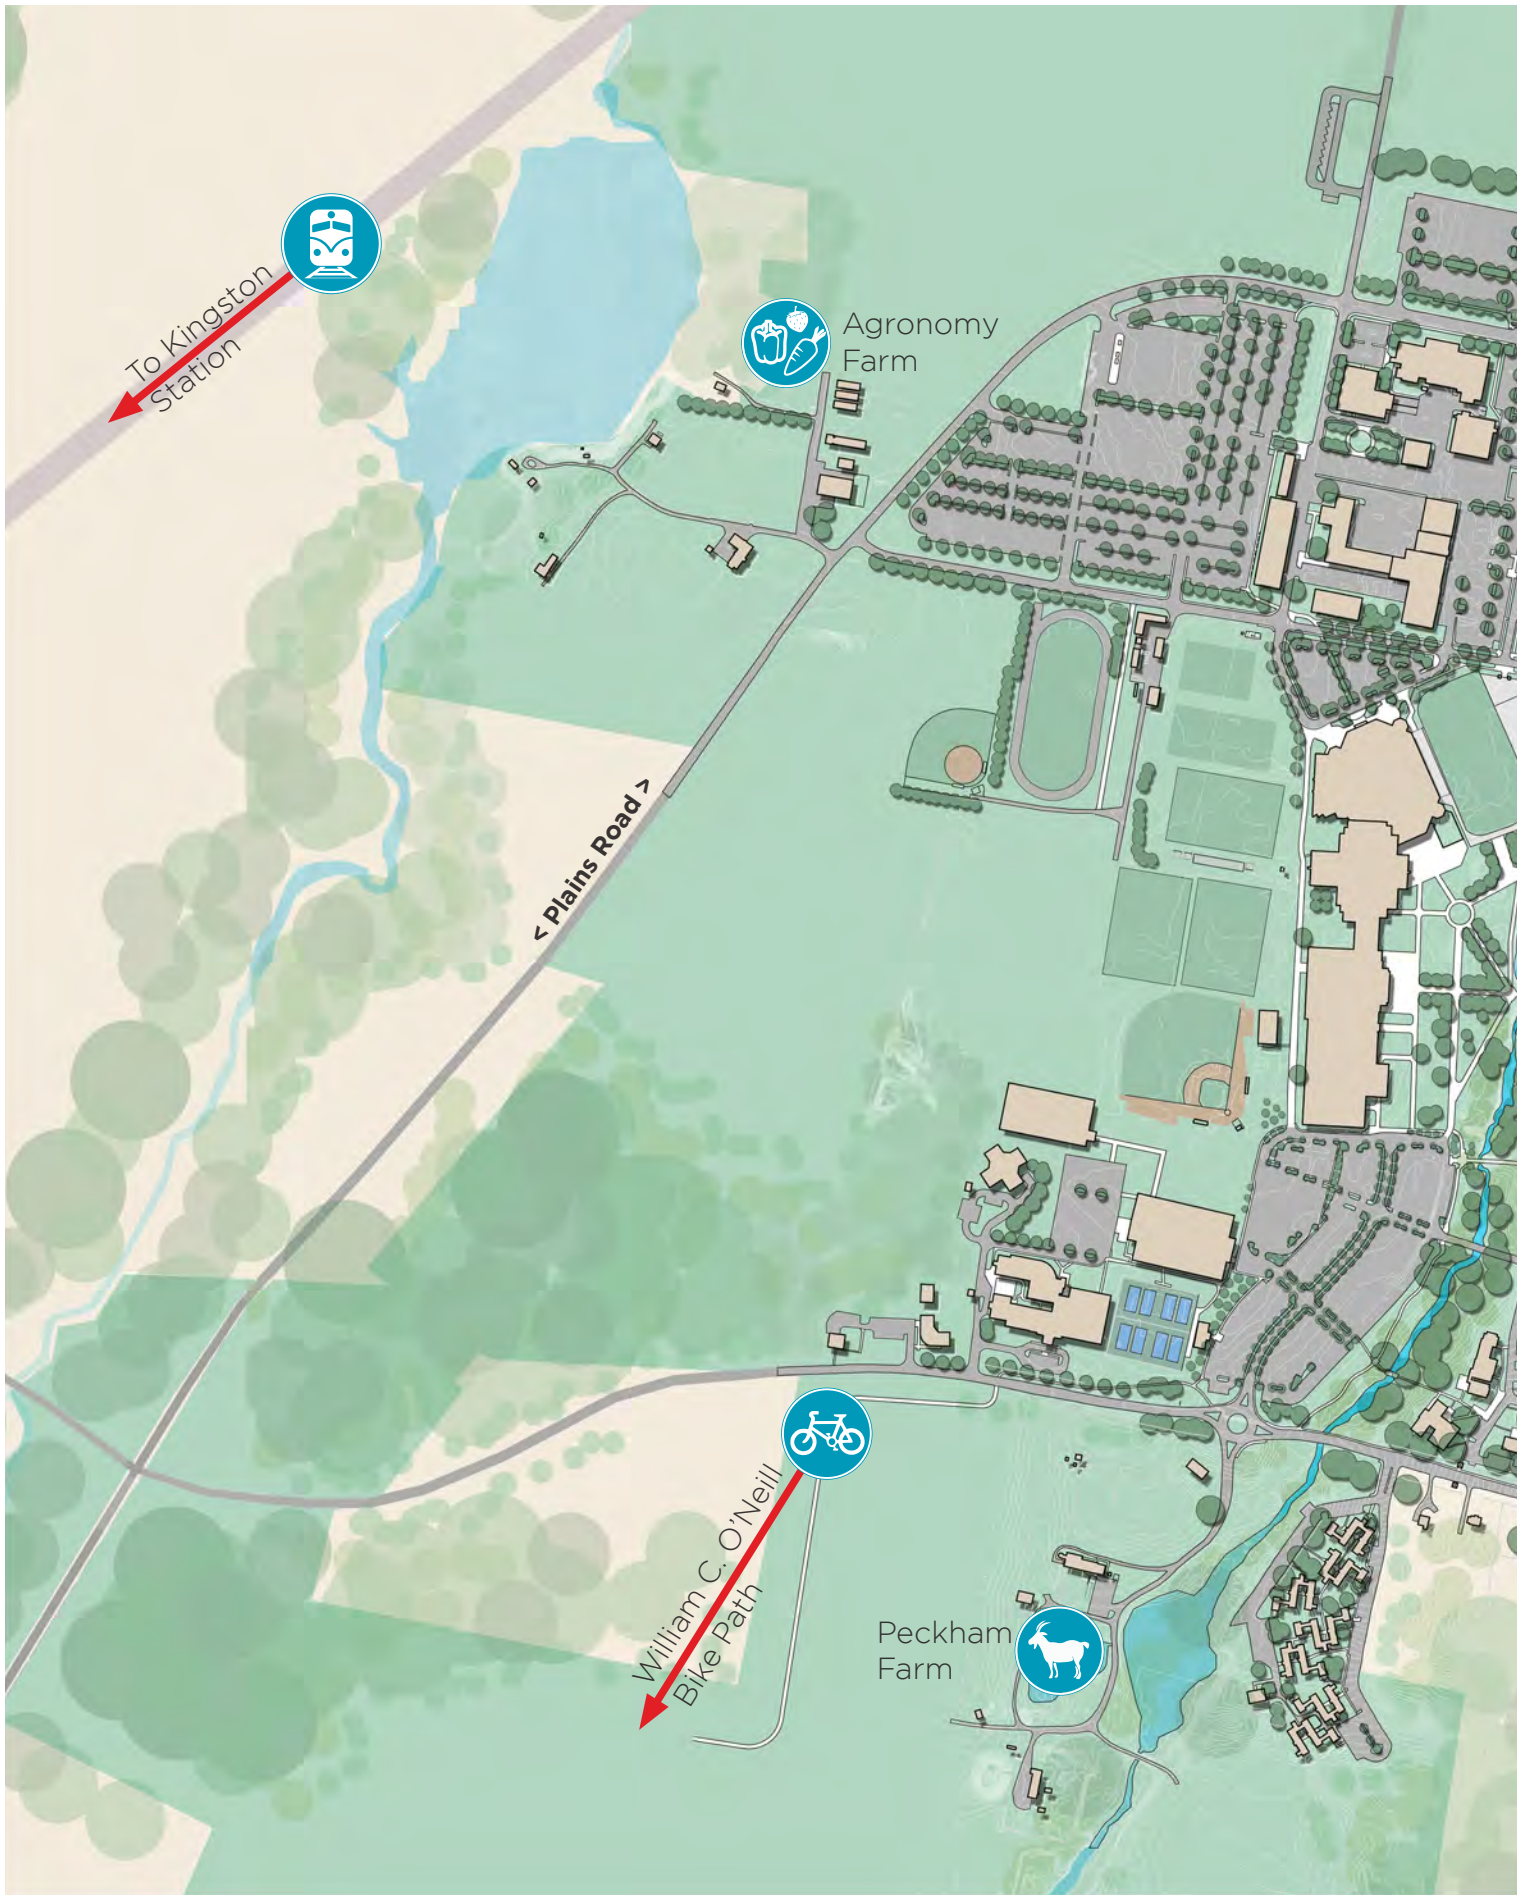 To Kingston
Station
Agronomy
Farm
< Plains Road >
William C. O'Neill
Bike Path
Peckham
Farm